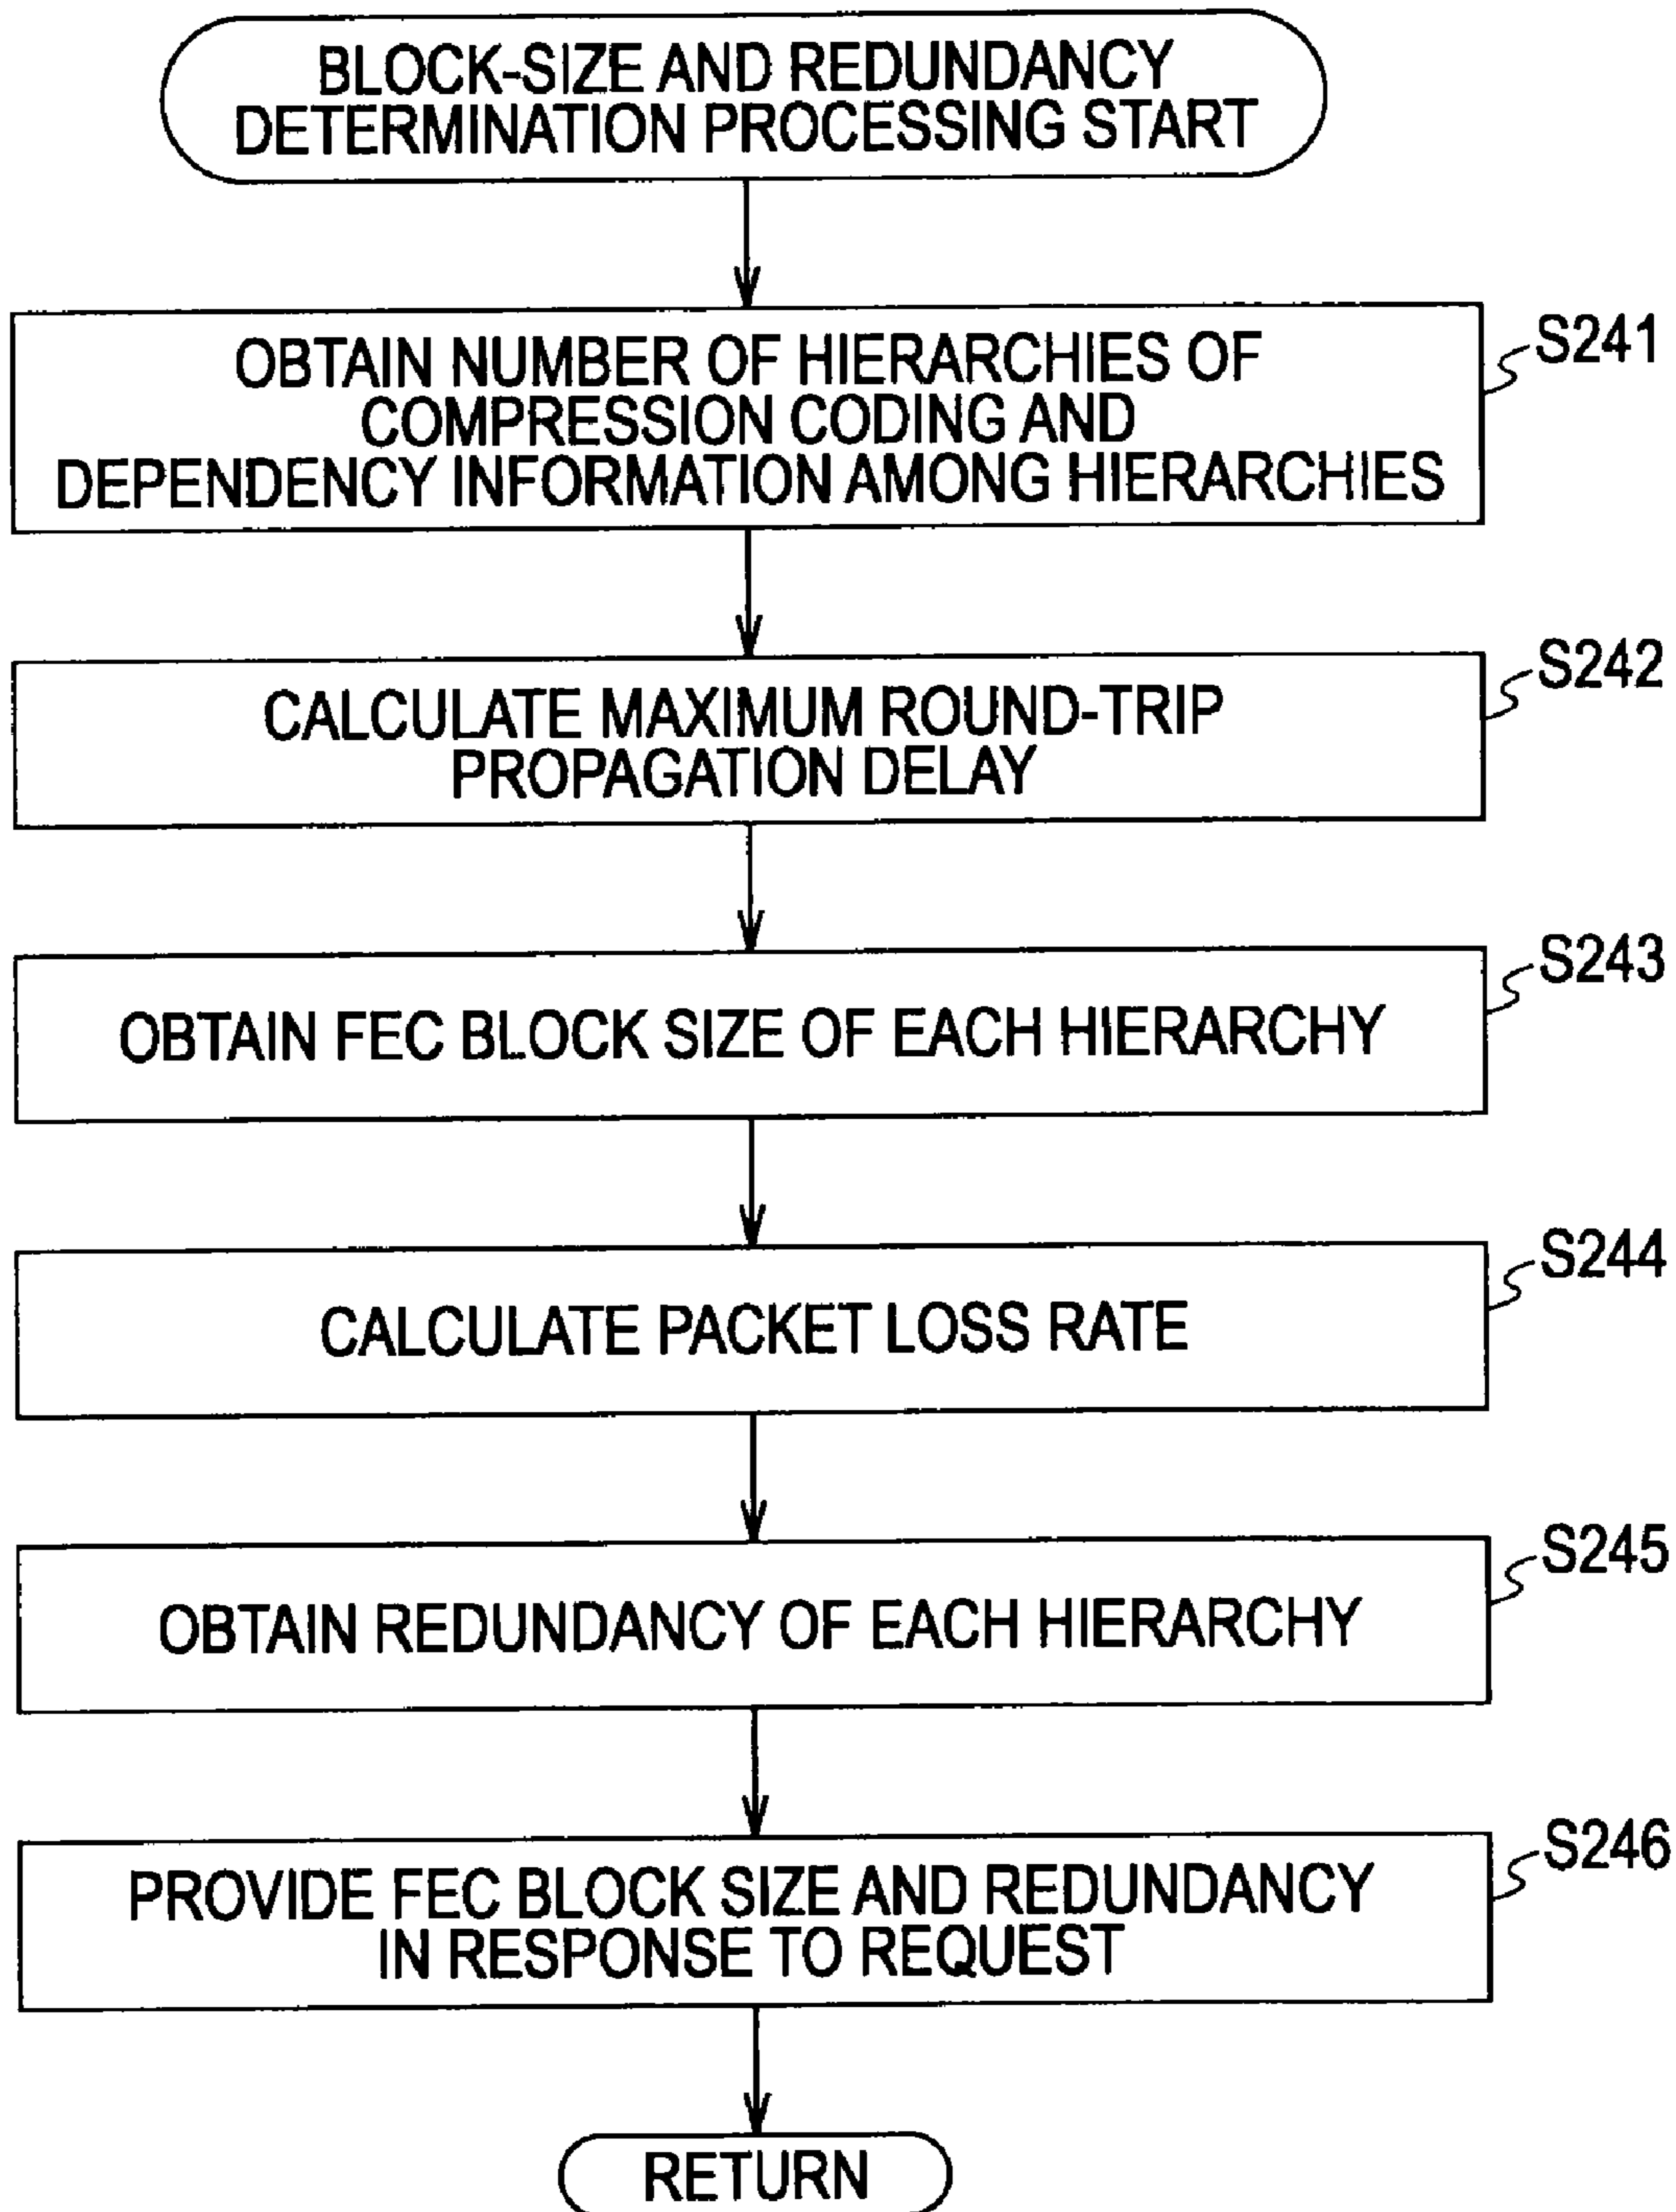 BLOCK-SIZE AND REDUNDANCY
DETERMINATION PROCESSING START
OBTAIN NUMBER OF HIERARCHIES OF
COMPRESSION CODING AND
DEPENDENCY INFORMATION AMONG HIERARCHIES
S241
CALCULATE MAXIMUM ROUND-TRIP
PROPAGATION DELAY
S242
OBTAIN FEC BLOCK SIZE OF EACH HIERARCHY
S243
CALCULATE PACKET LOSS RATE
S244
OBTAIN REDUNDANCY OF EACH HIERARCHY
S245
PROVIDE FEC BLOCK SIZE AND REDUNDANCY
IN RESPONSE TO REQUEST
S246
RETURN